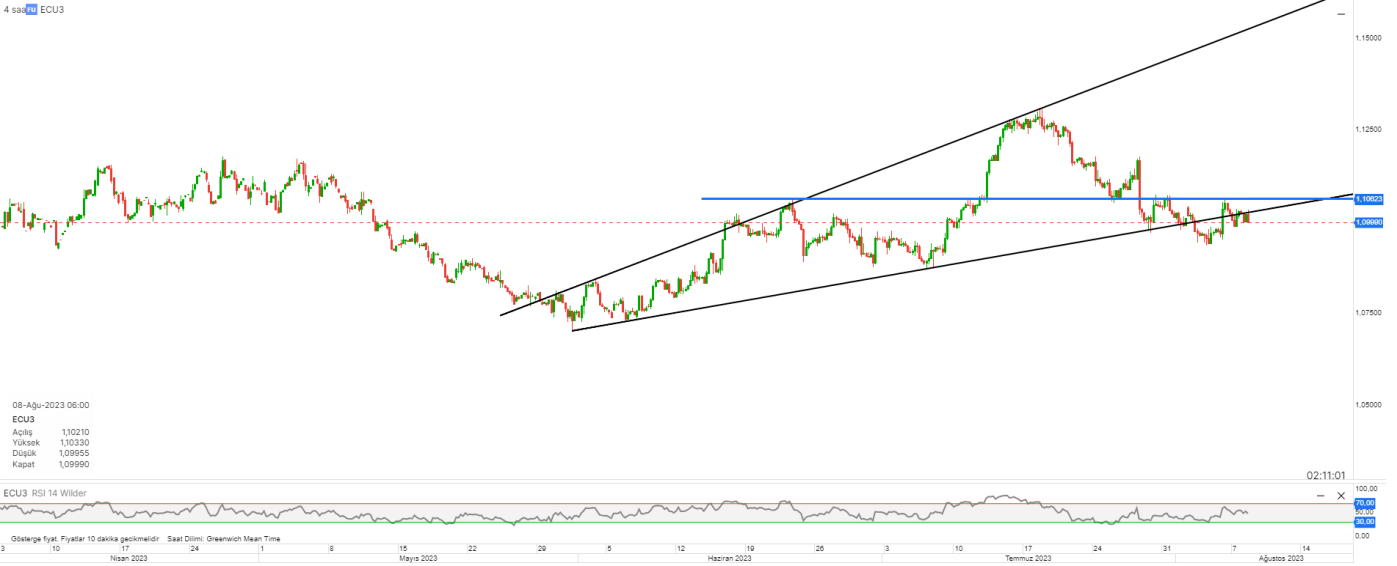 4 saa FU ECU3
1,15000
1,12500
1,10823
1,09990
1,07500
1,05000
08-Ağu-2023 06:00
ECU3
Açılış 1,10210
Yüksek 1,10330
Düşük 1,09955
Kapat 1,09990
02:11:01
ECU3 RSI 14 Wilder
100,00
70,00
50,00
30,00
0,00
Gösterge fiyat. Fiyatlar 10 dakika gecikmelidir Saat Dilimi: Greenwich Mean Time
3 10 17 24 1 8 15 22 29 5 12 19 26 3 10 17 24 31 7 14
Nisan 2023 Mayıs 2023 Haziran 2023 Temmuz 2023 Ağustos 2023